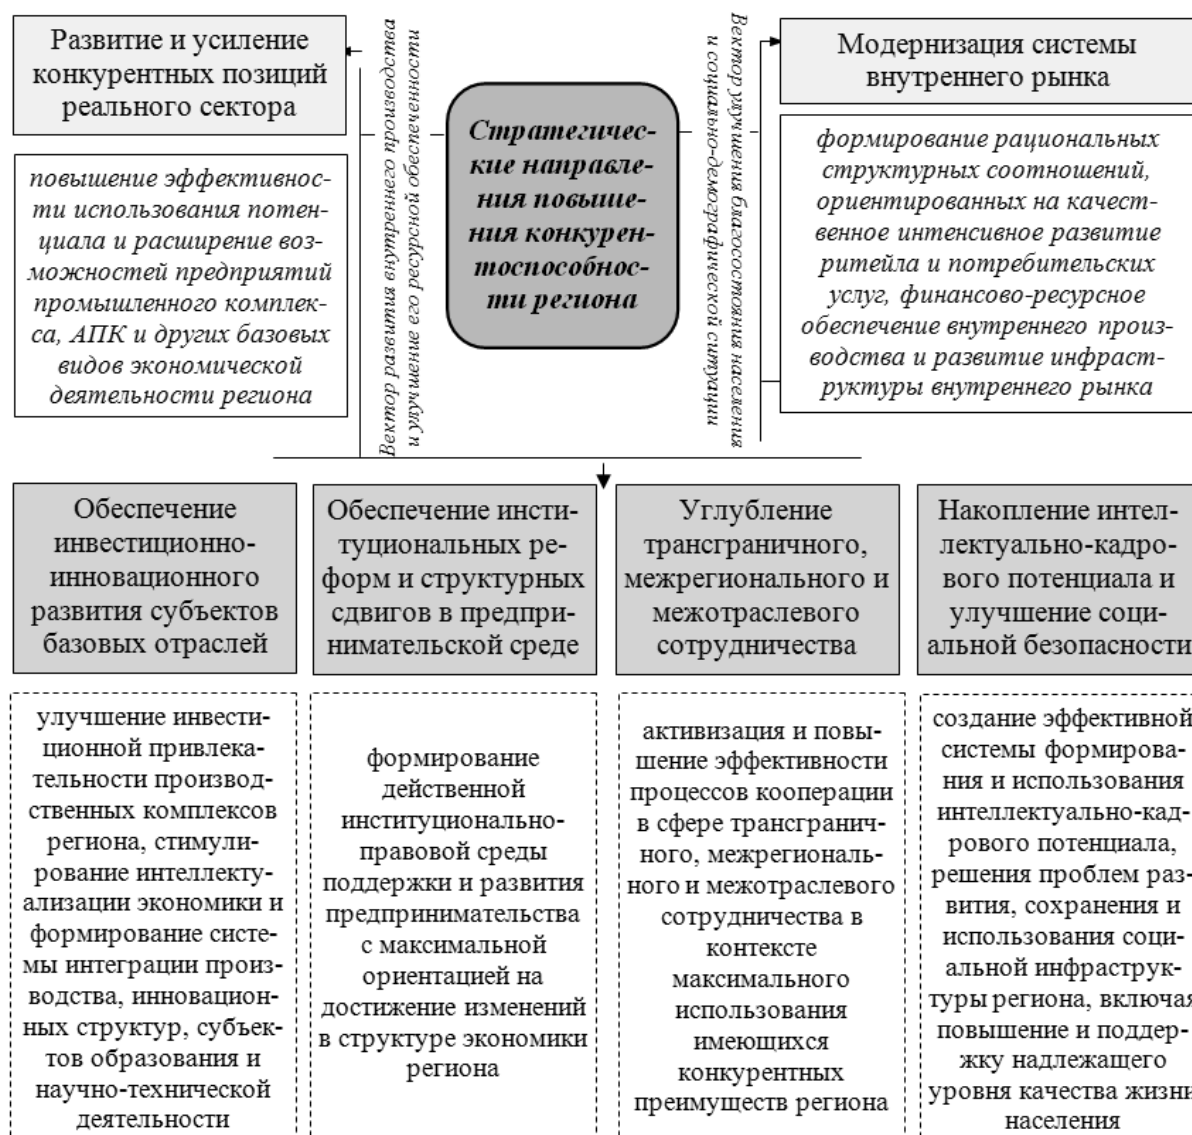 Развитие и усиление
конкурентных позиций
реального сектора
повышение эффективнос-
ти использования потен-
циала и расширение воз-
можностей предприятий
промышленного комплек-
са, АПК и других базовых
видов экономической
деятельности региона
Вектор развития внутреннего производства
и улучшение его ресурсной обеспеченности
Стратегичес-
кие направле-
ния повыше-
ния конкурен-
тоспособнос-
ти региона
Вектор улучшения благосостояния населения
и социально-демографической ситуации
Модернизация системы
внутреннего рынка
формирование рациональных
структурных соотношений,
ориентированных на качест-
венное интенсивное развитие
ритейла и потребительских
услуг, финансово-ресурсное
обеспечение внутреннего произ-
водства и развитие инфраст-
руктуры внутреннего рынка
Обеспечение
инвестиционно-
инновационного
развития субъектов
базовых отраслей
Обеспечение инсти-
туциональных ре-
форм и структурных
сдвигов в предпри-
нимательской среде
Углубление
трансграничного,
межрегионального и
межотраслевого
сотрудничества
Накопление интел-
лектуально-кадро-
вого потенциала и
улучшение соци-
альной безопасности
улучшение инвести-
ционной привлека-
тельности производ-
ственных комплексов
региона, стимули-
рование интеллекту-
ализации экономики и
формирование систе-
мы интеграции произ-
водства, инновацион-
ных структур, субъек-
тов образования и
научно-технической
деятельности
формирование
действенной
институционально-
правовой среды
поддержки и развития
предпринимательства
с максимальной
ориентацией на
достижение изменений
в структуре экономики
региона
активизация и повы-
шение эффективности
процессов кооперации
в сфере трансгранич-
ного, межрегиональ-
ного и межотраслевого
сотрудничества в
контексте
максимального
использования
имеющихся
конкурентных
преимуществ региона
создание эффективной
системы формирова-
ния и использования
интеллектуально-кад-
рового потенциала,
решения проблем раз-
вития, сохранения и
использования соци-
альной инфраструк-
туры региона, включая
повышение и поддер-
жку надлежащего
уровня качества жизни
населения